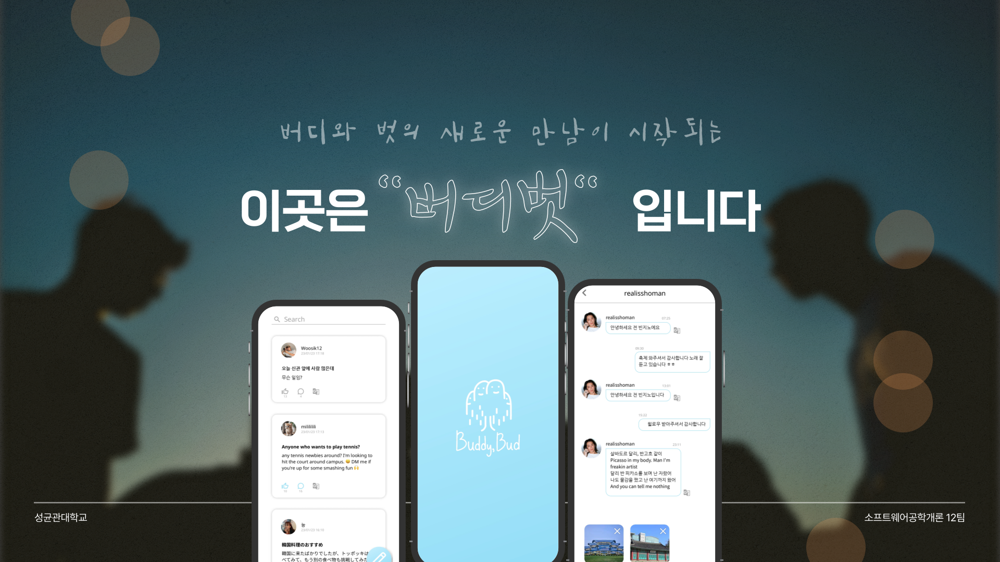 버디와 벗의 새로운 만남이 시작되는
이곳은 “버디벗“ 입니다
Search
Woosik12
23/01/23 17:18
오늘 신관 앞에 사람 많은데
무슨 일임?
13 4
milililili
23/01/23 17:13
Anyone who wants to play tennis?
any tennis newbies around? I'm looking to
hit the court around campus. 😄 DM me if
you're up for some smashing fun 🙌
10 16
뉭
23/01/23 16:10
韓国料理のおすすめ
韓国に来たばかりでしたが、トッポッキは
べてみて、もう別の食べ物も挑戦してみた
Buddy,Bud
realisshoman
realisshoman 07:25
안녕하세요 전 빈지노에요
09:30
축제 와주셔서 감사합니다 노래 잘
듣고 있습니다 ㅎㅎ
realisshoman 13:01
안녕하세요 전 빈지노입니다
15:22
윌로우 받아주셔서 감사합니다
realisshoman 23:11
살바도르 달리, 반고흐 같이
Picasso in my body. Man I'm
freakin artist
달리 반 피카소를 보며 난 자랐어
나도 물감을 짰고 난 여기까지 왔어
And you can tell me nothing
성균관대학교
소프트웨어공학개론 12팀